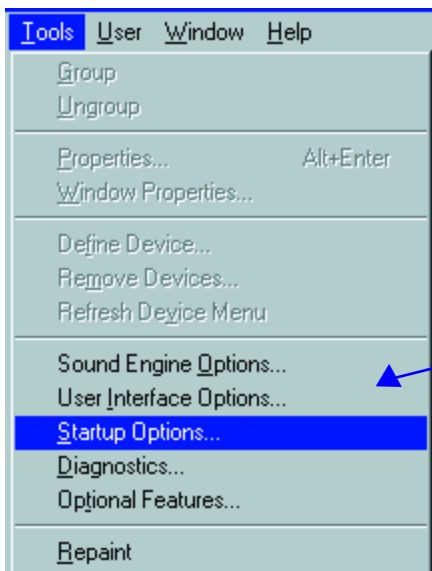 Tools User Window Help
Group
Ungroup
Properties... Alt+Enter
Window Properties...
Define Device...
Remove Devices...
Refresh Device Menu
Sound Engine Options...
User Interface Options...
Startup Options...
Diagnostics...
Optional Features...
Repaint